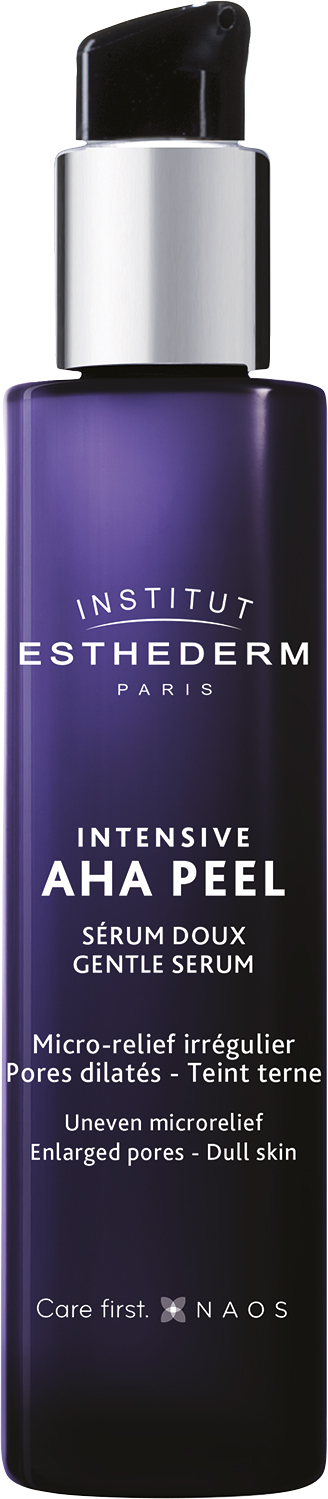 INSTITUT
ESTHEDERM
PARIS
INTENSIVE
AHA PEEL
SÉRUM DOUX
GENTLE SERUM
Micro-relief irrégulier
Pores dilatés - Teint terne
Uneven microrelief
Enlarged pores - Dull skin
Care first. NAOS